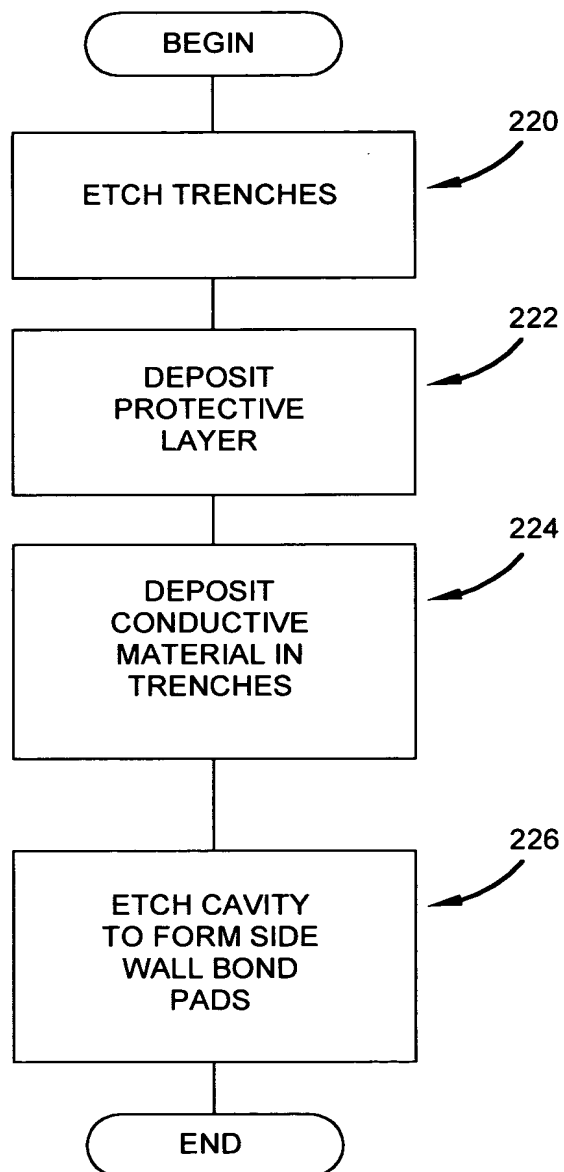 BEGIN
220
ETCH TRENCHES
222
DEPOSIT
PROTECTIVE
LAYER
224
DEPOSIT
CONDUCTIVE
MATERIAL IN
TRENCHES
226
ETCH CAVITY
TO FORM SIDE
WALL BOND
PADS
END